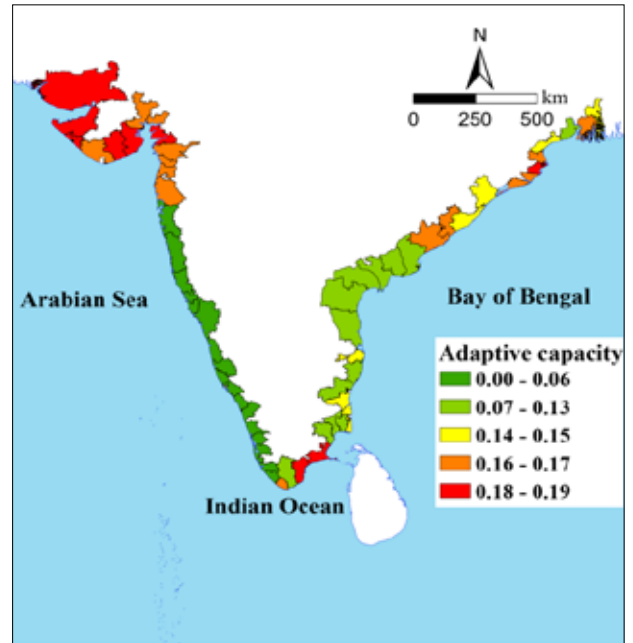 N
km
0 250 500
Arabian Sea
Bay of Bengal
Adaptive capacity
0.00 - 0.06
0.07 - 0.13
0.14 - 0.15
0.16 - 0.17
0.18 - 0.19
Indian Ocean